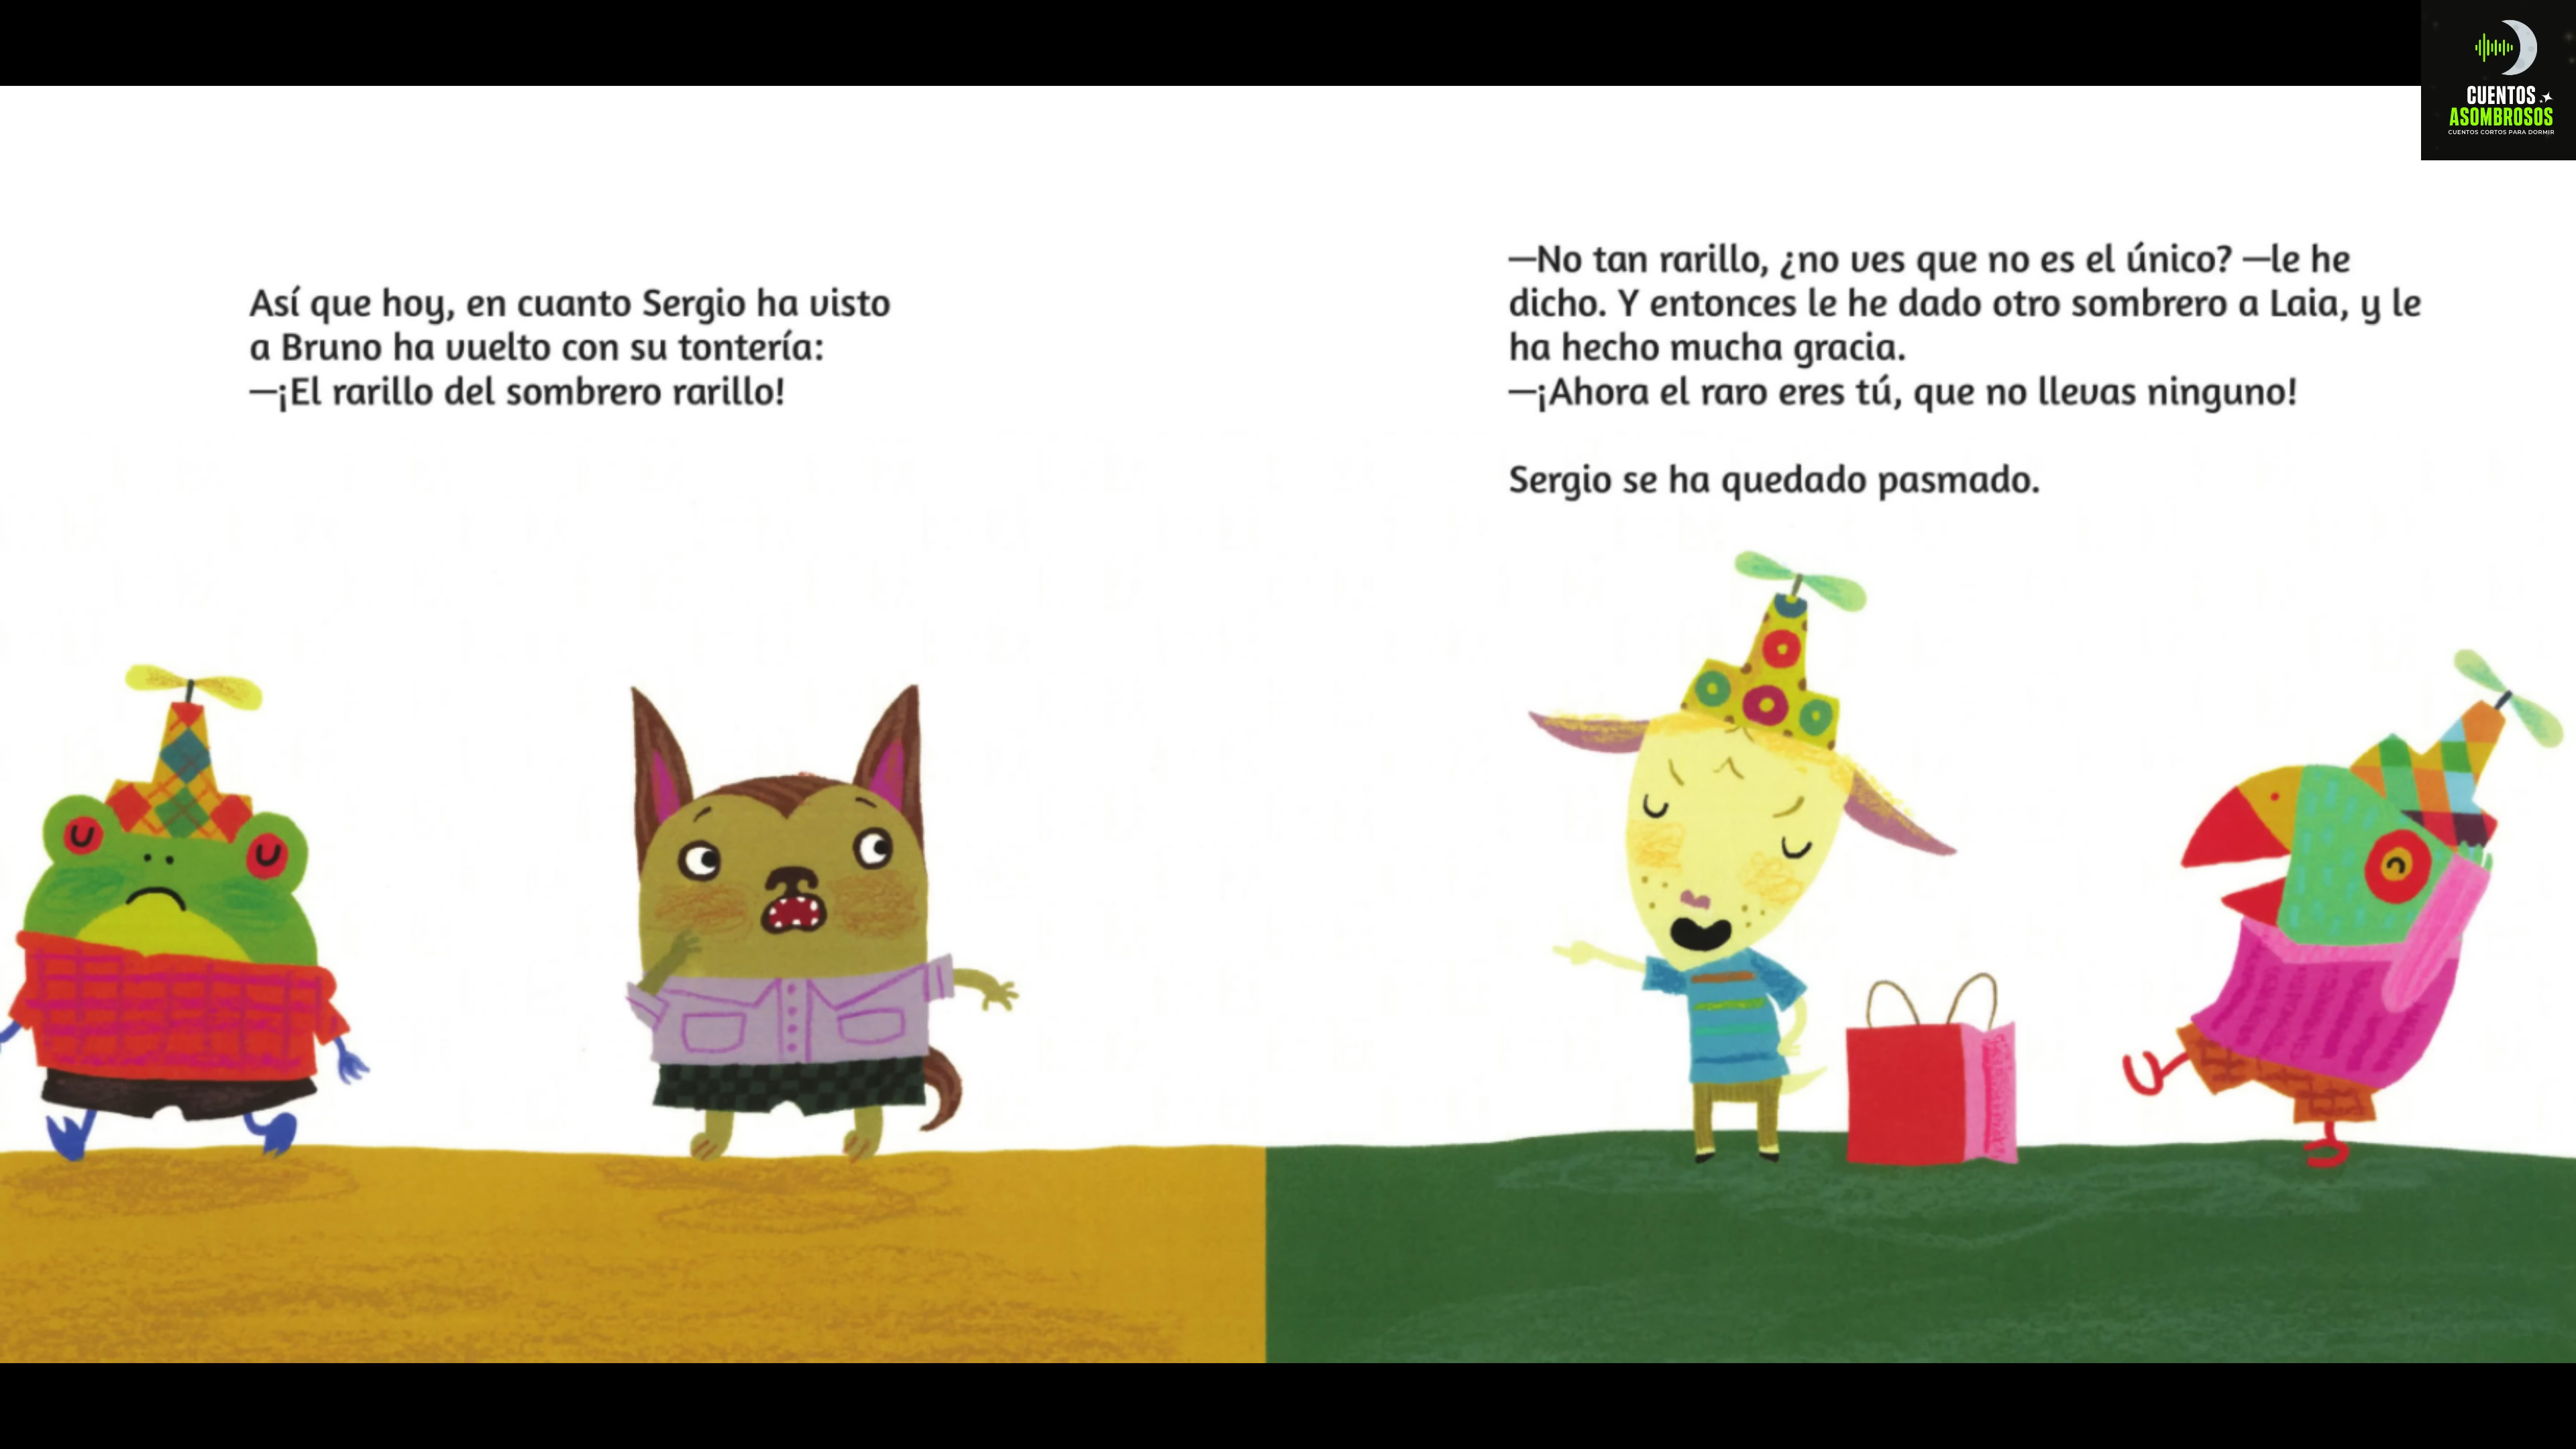 CUENTOS
ASOMBROSOS
CUENTOS CORTOS PARA DORMIR
Así que hoy, en cuanto Sergio ha visto
a Bruno ha vuelto con su tontería:
—¡El rarillo del sombrero rarillo!
—No tan rarillo, ¿no ves que no es el único? —le he
dicho. Y entonces le he dado otro sombrero a Laia, y le
ha hecho mucha gracia.
—¡Ahora el raro eres tú, que no llevas ninguno!
Sergio se ha quedado pasmado.